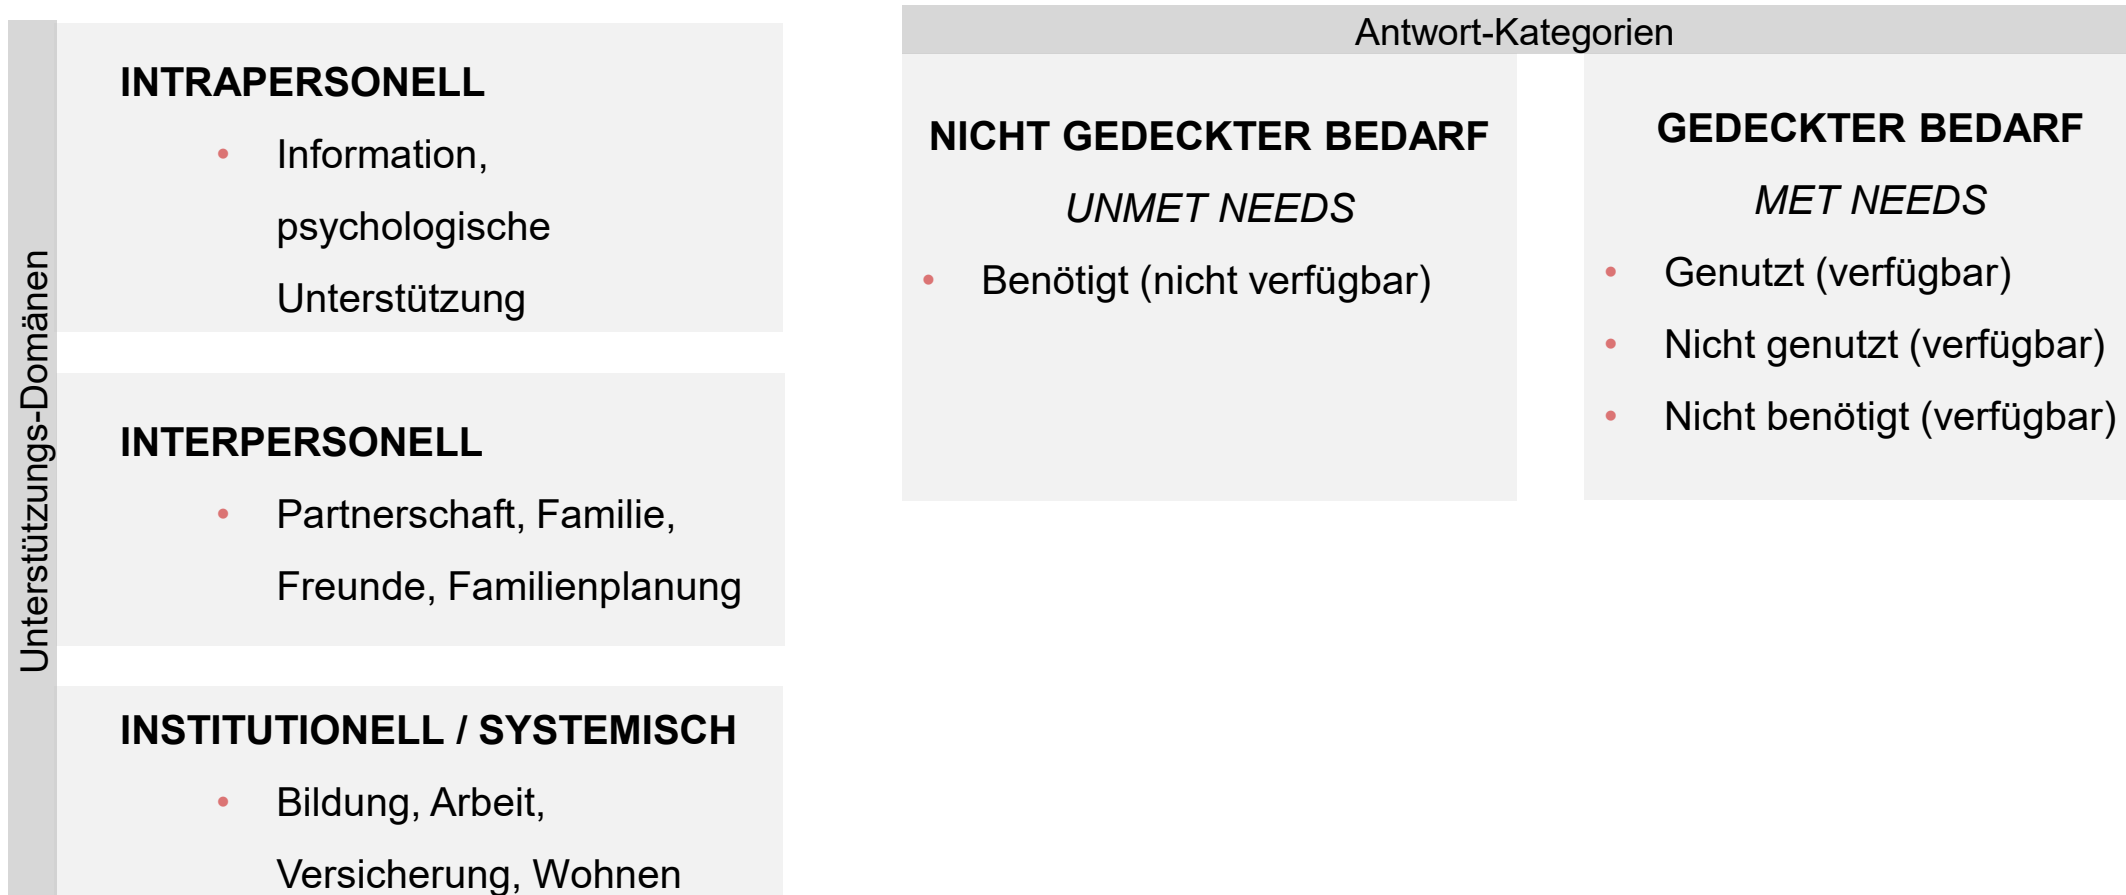 Unterstützungs-Domänen
INTRAPERSONELL
• Information,
psychologische
Unterstützung
INTERPERSONELL
• Partnerschaft, Familie,
Freunde, Familienplanung
INSTITUTIONELL / SYSTEMISCH
• Bildung, Arbeit,
Versicherung, Wohnen
Antwort-Kategorien
NICHT GEDECKTER BEDARF
UNMET NEEDS
• Benötigt (nicht verfügbar)
GEDECKTER BEDARF
MET NEEDS
• Genutzt (verfügbar)
• Nicht genutzt (verfügbar)
• Nicht benötigt (verfügbar)